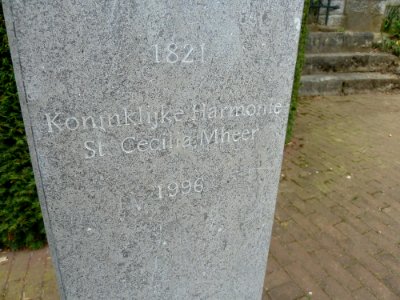 1821
Koninklijke Harmonie
St. Cecilia Mheer
1996